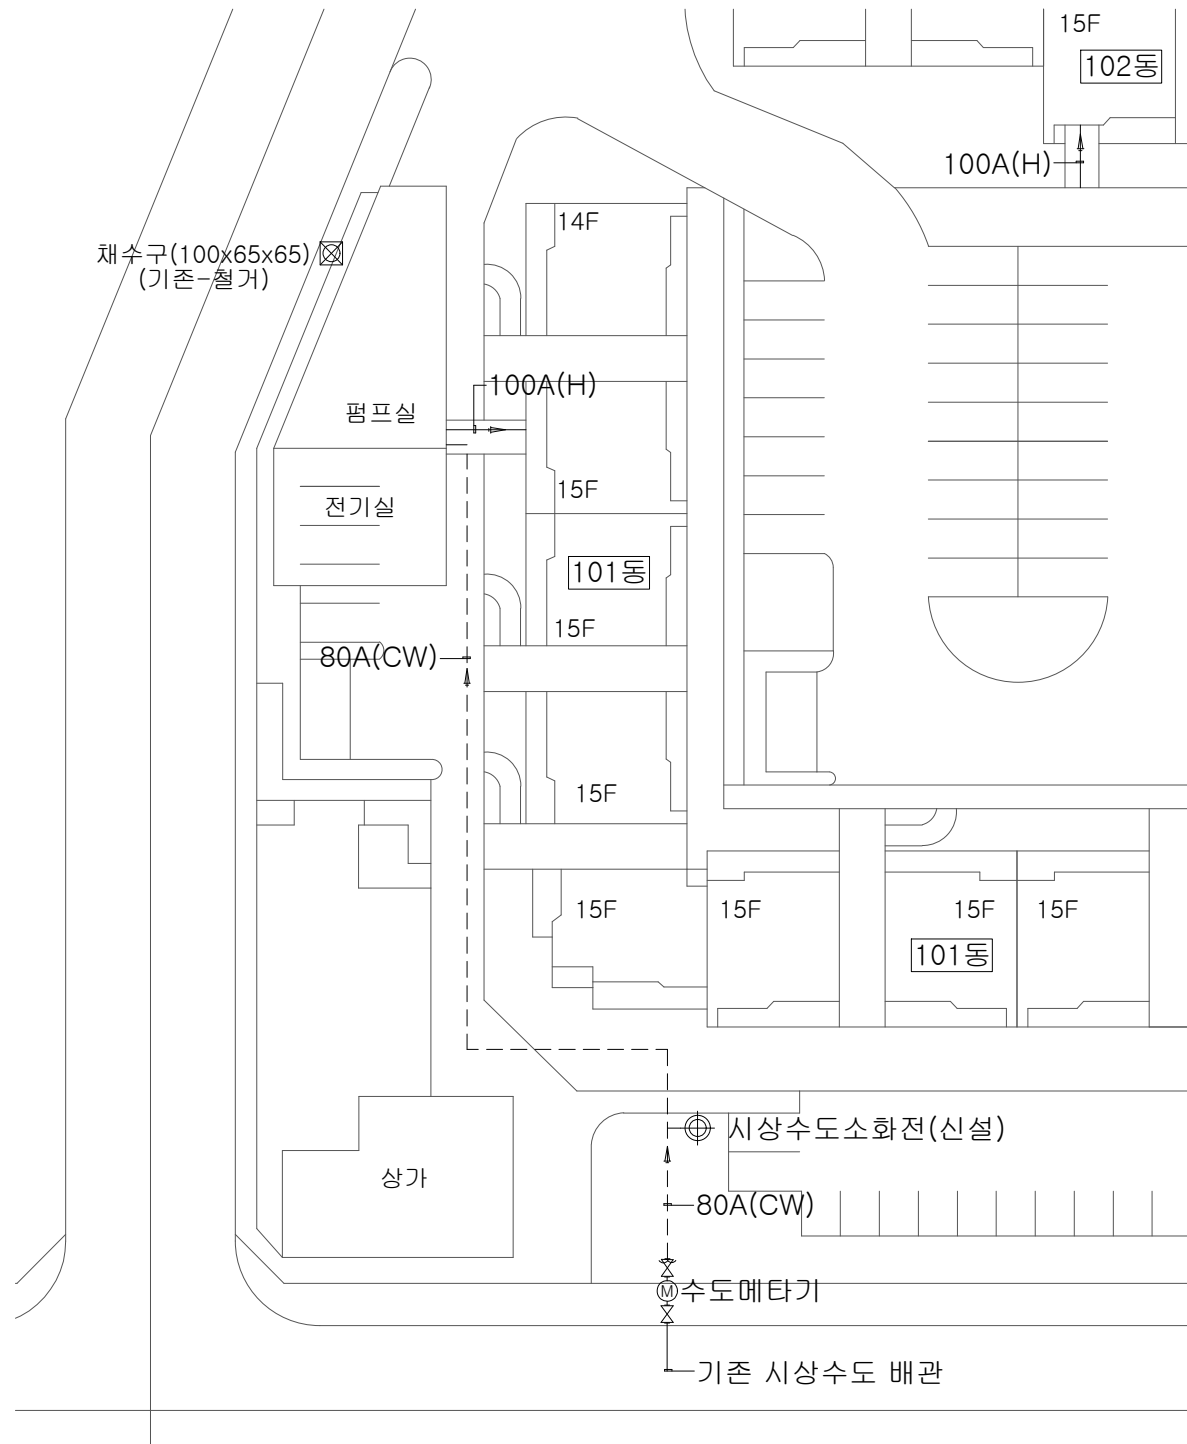 15F
102동
100A(H)
14F
채수구(100x65x65)
(기존-철거)
100A(H)
펌프실
15F
전기실
101동
15F
80A(CW)
15F
15F
15F
15F
15F
101동
시상수도소화전(신설)
상가
80A(CW)
M
수도메타기
기존 시상수도 배관